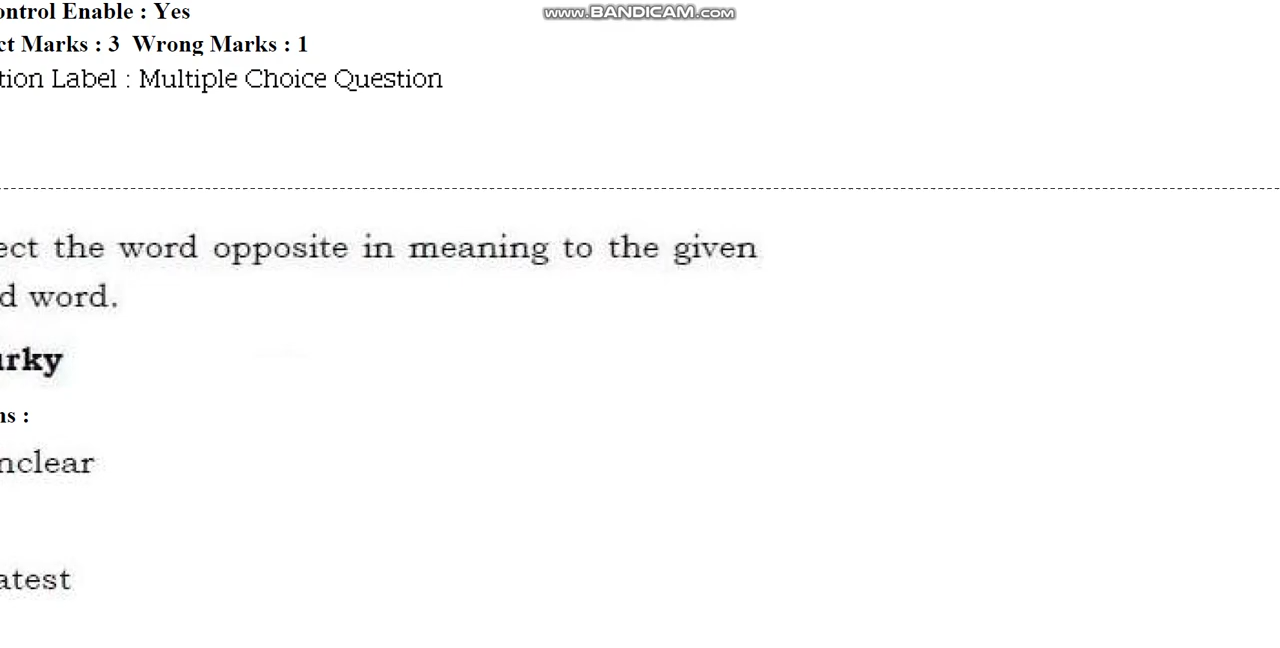 www.BANDICAM.com
ontrol Enable : Yes
ct Marks : 3 Wrong Marks : 1
tion Label : Multiple Choice Question
ect the word opposite in meaning to the given
d word.
urky
ns :
nclear
atest